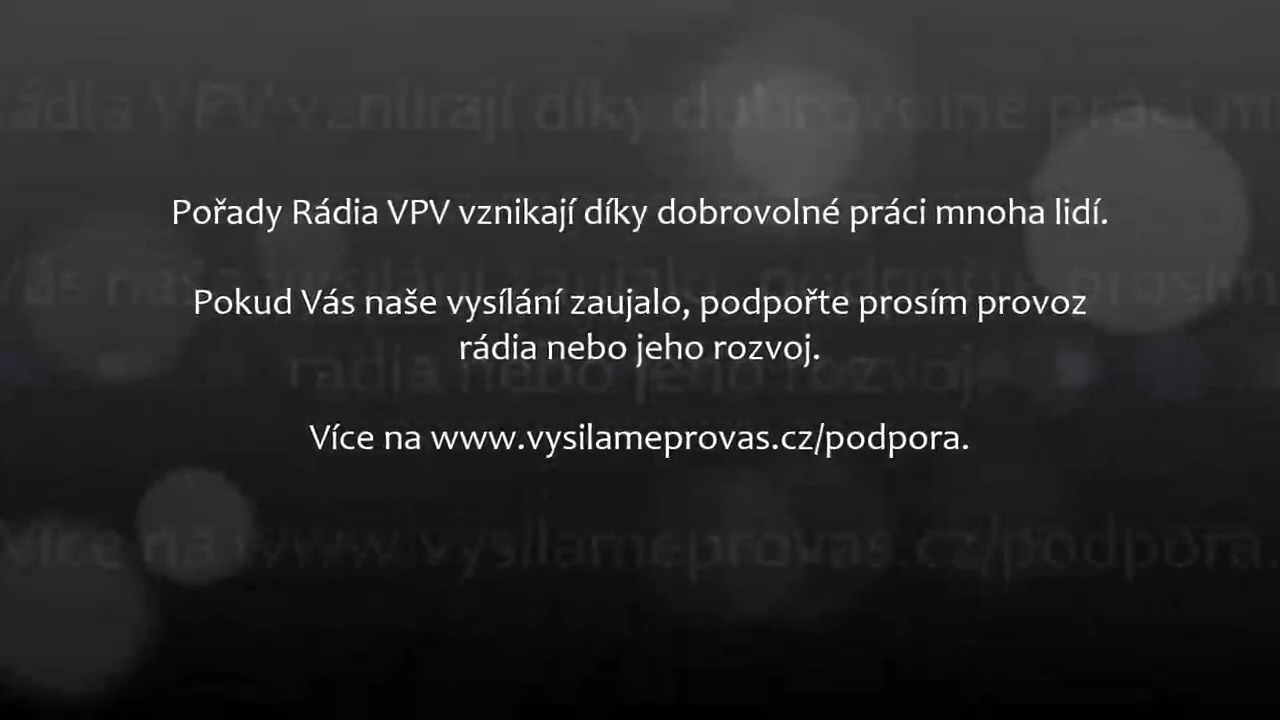 Pořady Rádia VPV vznikají díky dobrovolné práci mnoha lidí.
Pokud Vás naše vysílání zaujalo, podpořte prosím provoz
rádia nebo jeho rozvoj.
Více na www.vysilameprovas.cz/podpora.